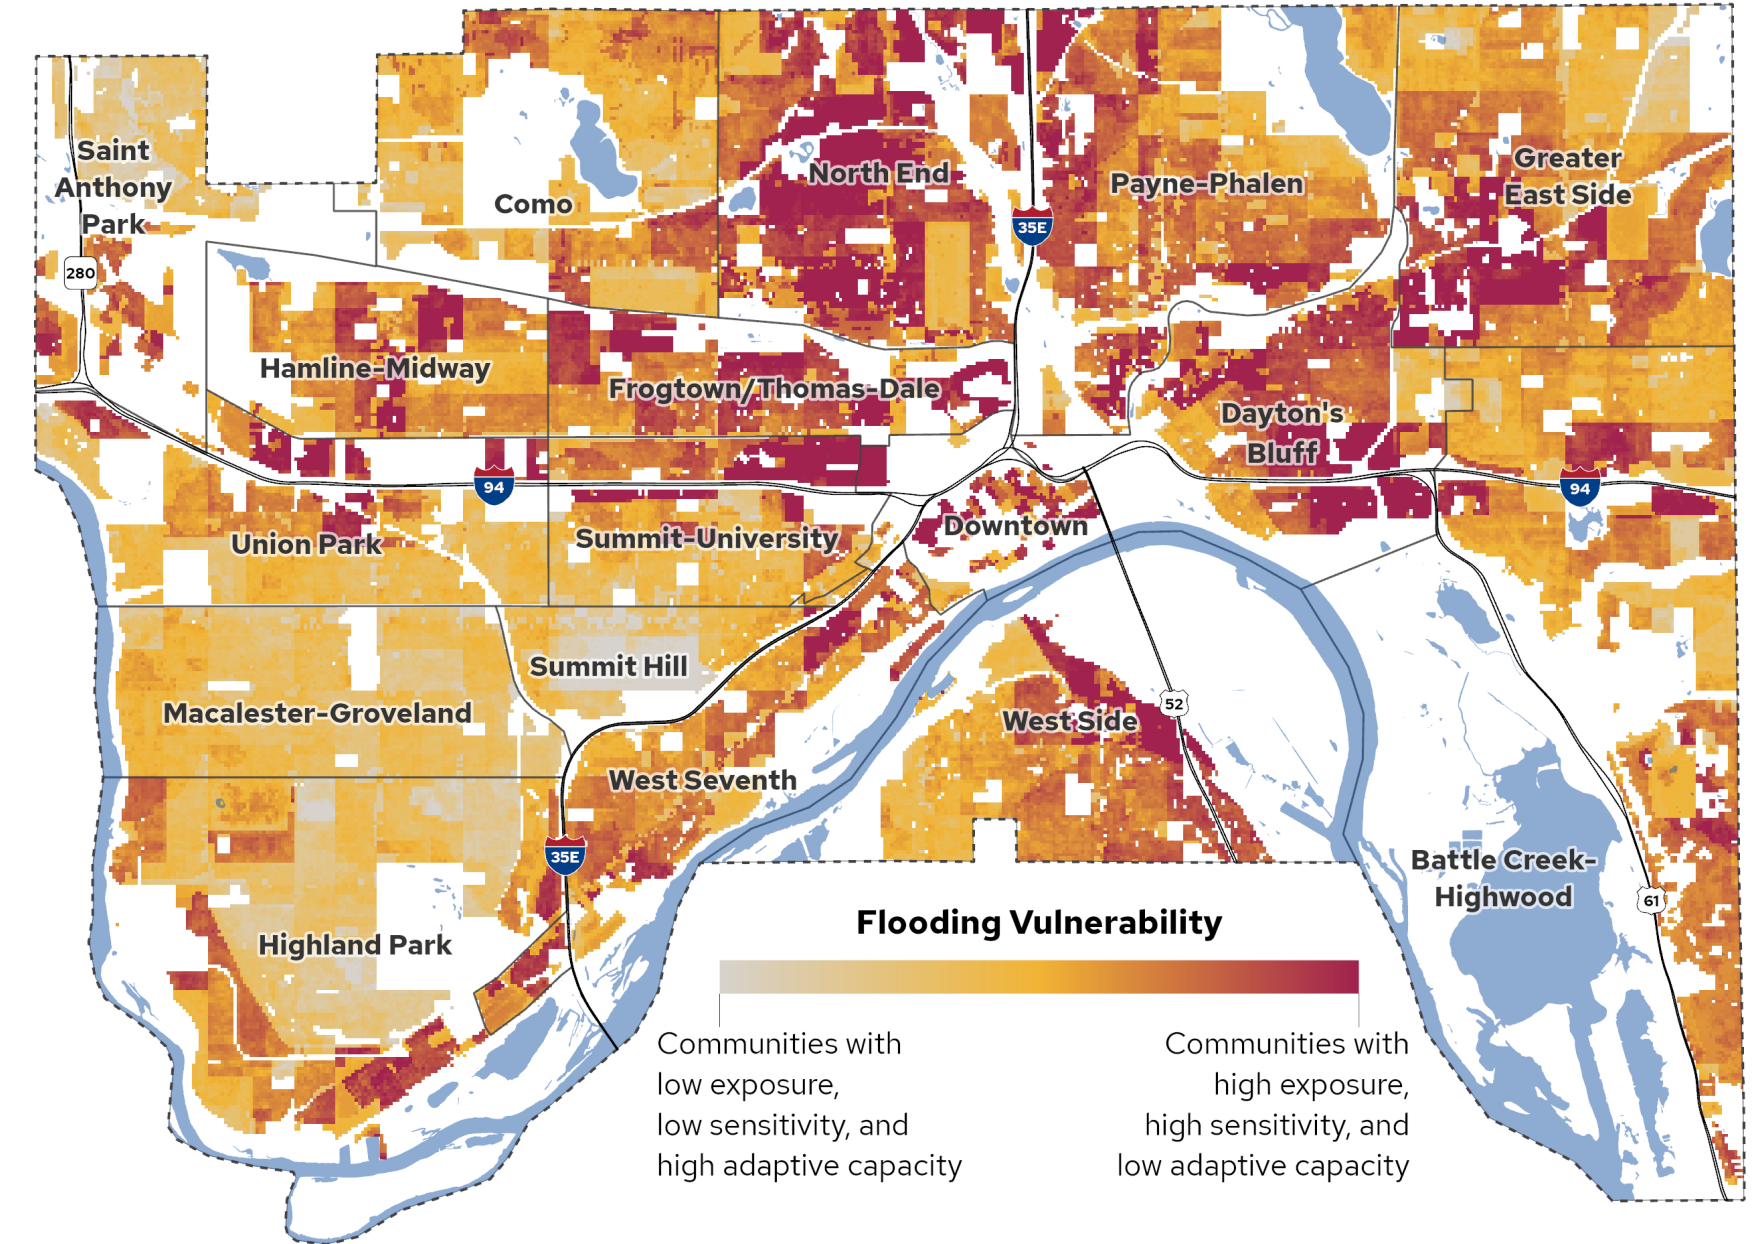 Saint
Anthony
Park
Como
North End
Payne-Phalen
Greater
East Side
35E
280
Hamline-Midway
Frogtown/Thomas-Dale
Dayton's
Bluff
94
94
Union Park
Summit-University
Downtown
Summit Hill
Macalester-Groveland
West Side
52
West Seventh
35E
Battle Creek-
Highwood
61
Highland Park
Flooding Vulnerability
Communities with
low exposure,
low sensitivity, and
high adaptive capacity
Communities with
high exposure,
high sensitivity, and
low adaptive capacity